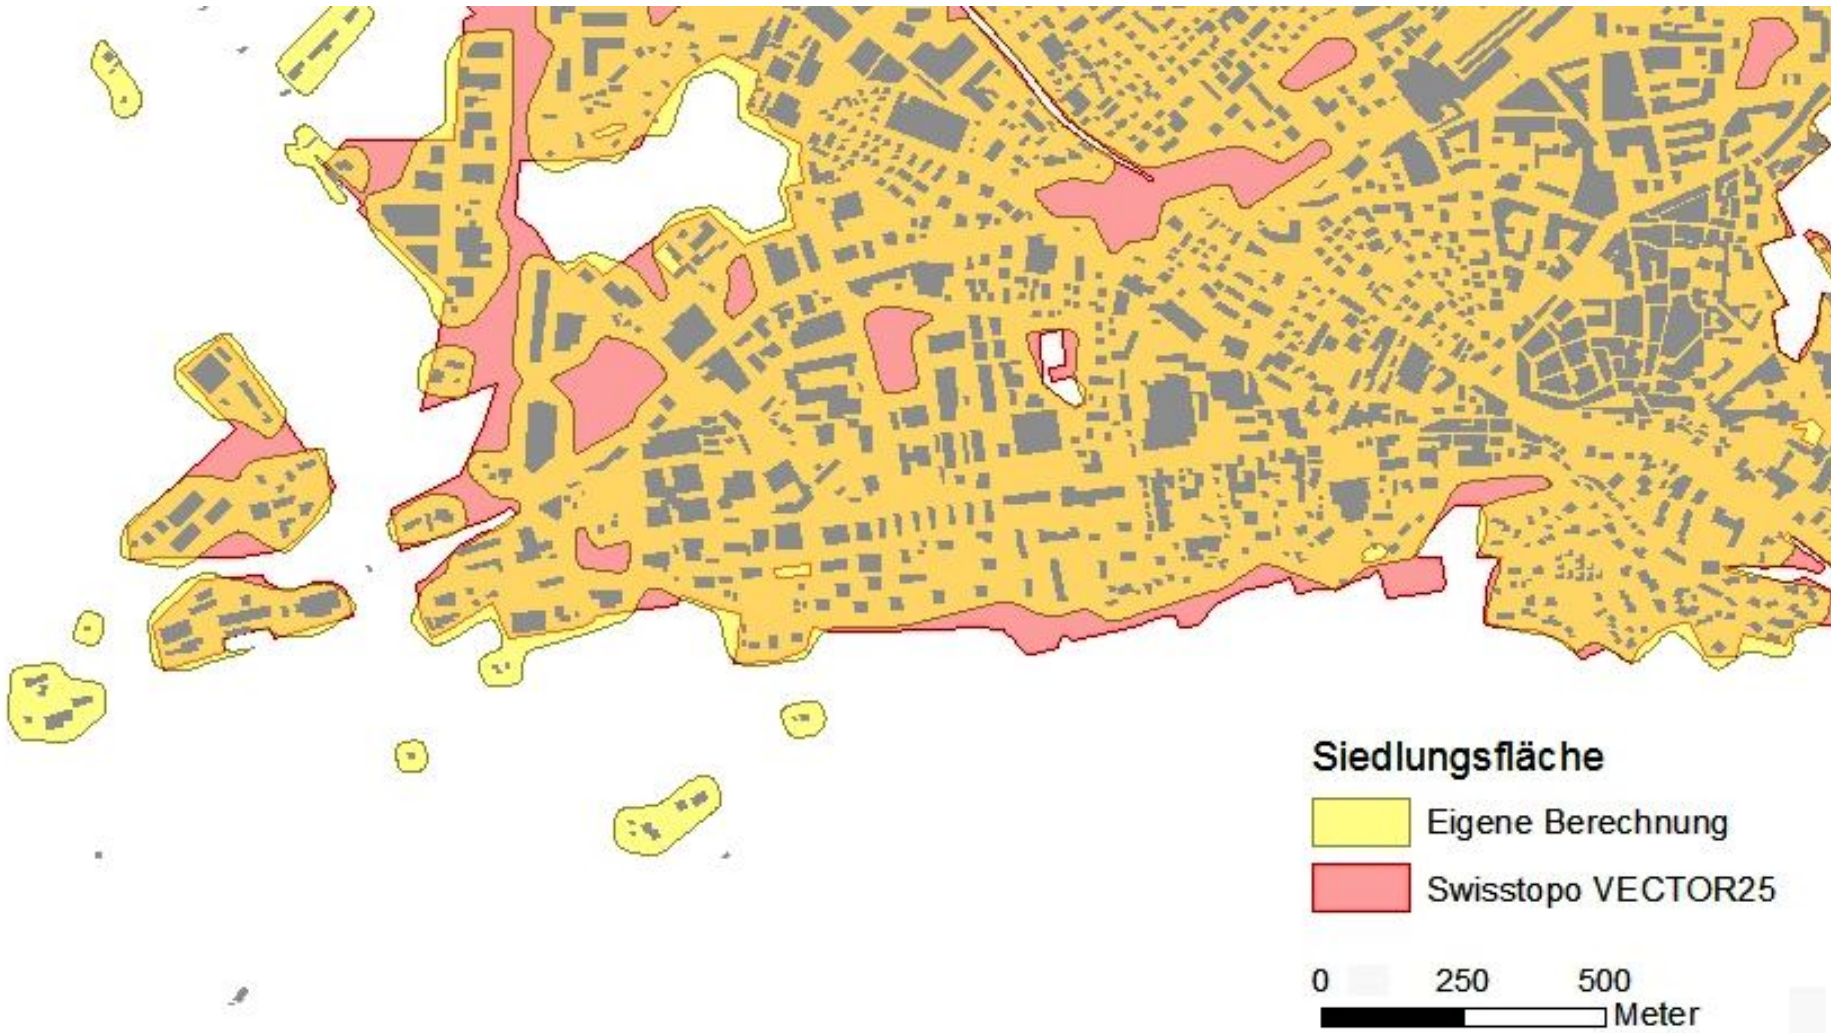 Siedlungsfläche
Eigene Berechnung
Swisstopo VECTOR25
0 250 500
Meter